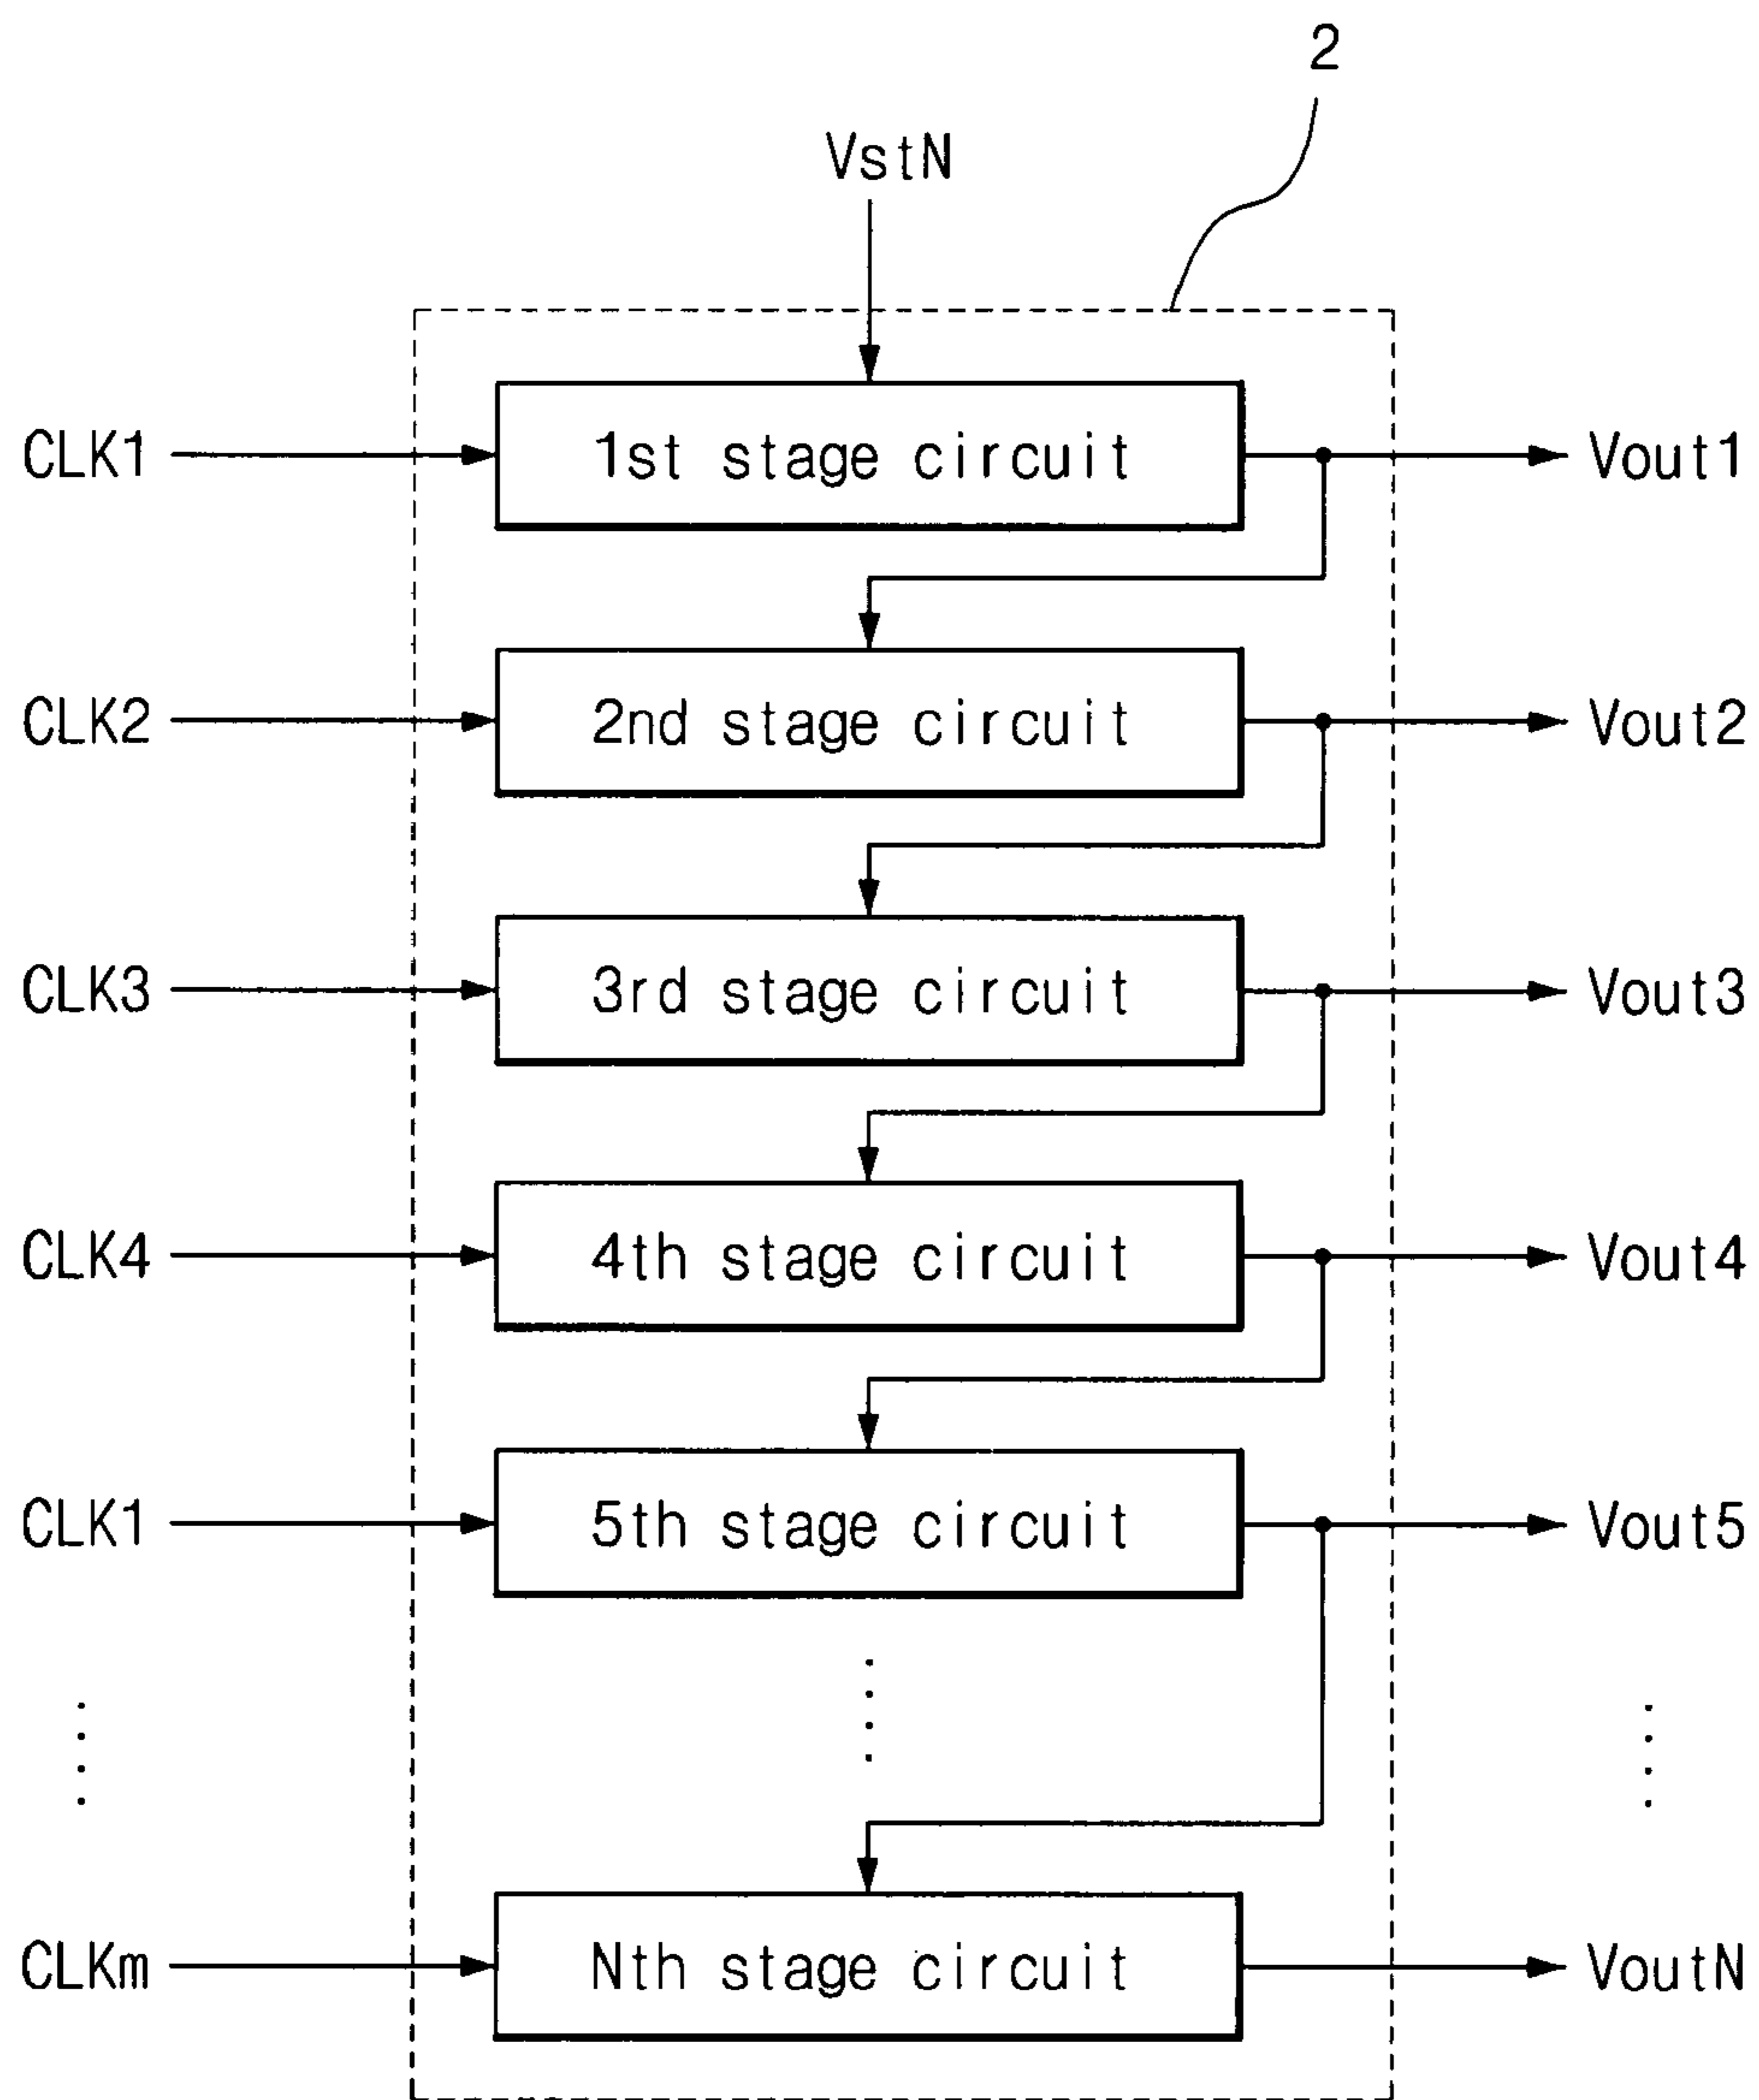 2
VstN
CLK1 1st stage circuit Vout1
CLK2 2nd stage circuit Vout2
CLK3 3rd stage circuit Vout3
CLK4 4th stage circuit Vout4
CLK1 5th stage circuit Vout5
CLKm Nth stage circuit VoutN